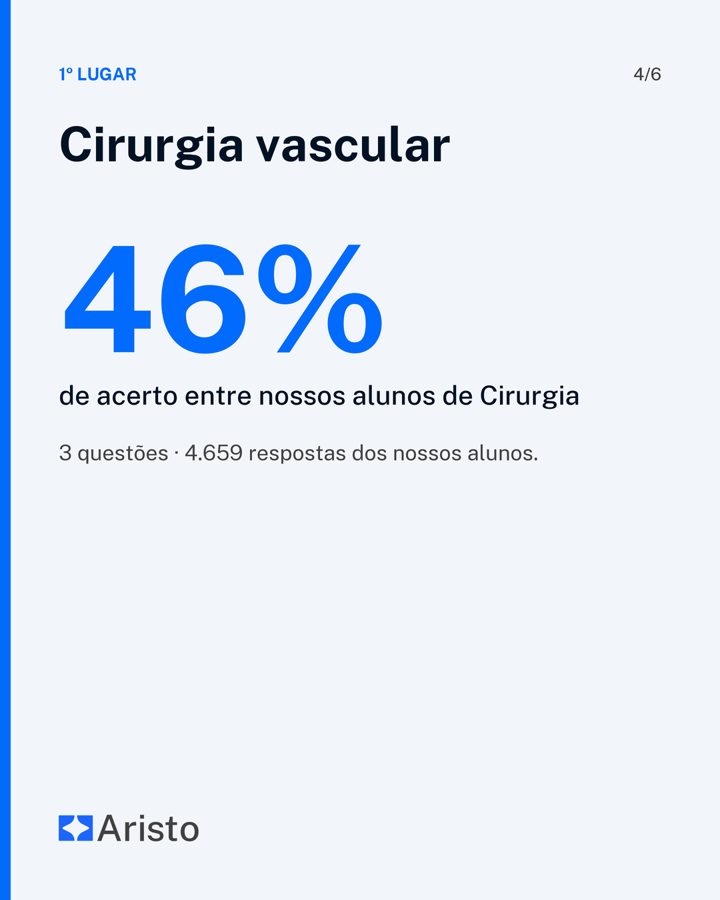 1º LUGAR
4/6
Cirurgia vascular
46%
de acerto entre nossos alunos de Cirurgia
3 questões · 4.659 respostas dos nossos alunos.
Aristo